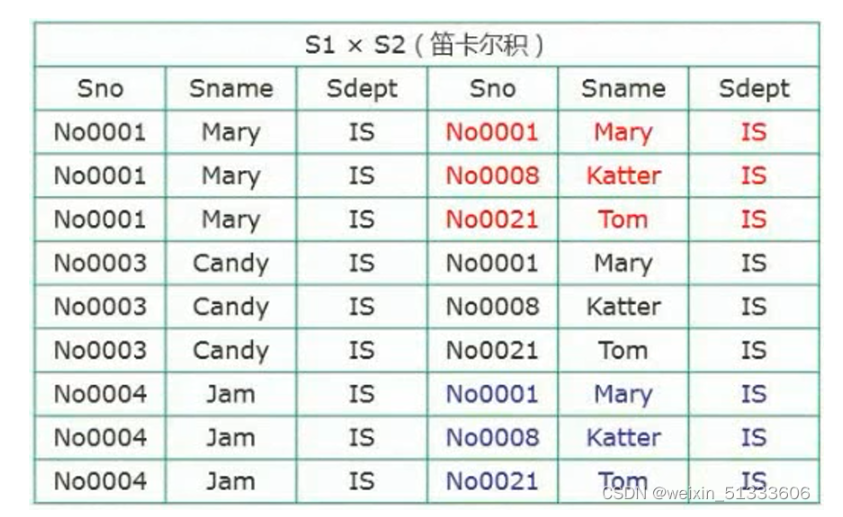 S1 × S2 ( 笛卡尔积 )
Sno Sname Sdept Sno Sname Sdept
No0001 Mary IS No0001 Mary IS
No0001 Mary IS No0008 Katter IS
No0001 Mary IS No0021 Tom IS
No0003 Candy IS No0001 Mary IS
No0003 Candy IS No0008 Katter IS
No0003 Candy IS No0021 Tom IS
No0004 Jam IS No0001 Mary IS
No0004 Jam IS No0008 Katter IS
No0004 Jam IS No0021 Tom IS
CSDN @weixin_51333606